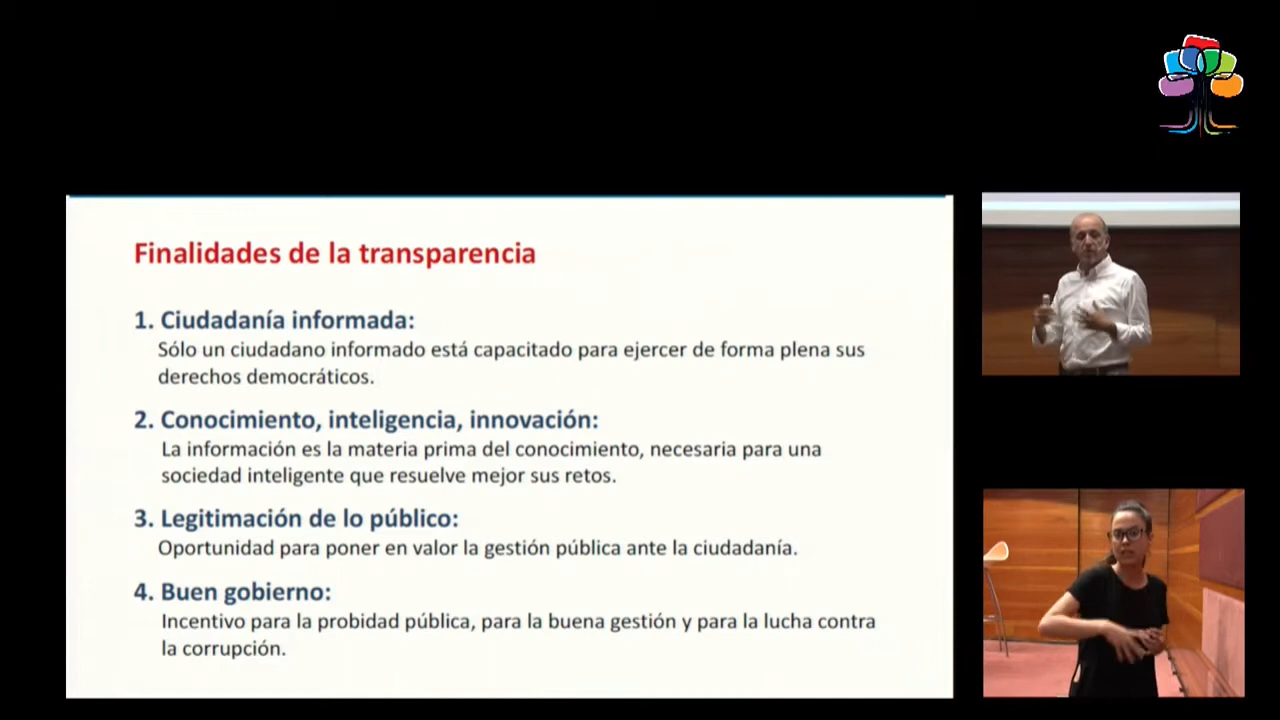 Finalidades de la transparencia
1. Ciudadanía informada:
Sólo un ciudadano informado está capacitado para ejercer de forma plena sus
derechos democráticos.
2. Conocimiento, inteligencia, innovación:
La información es la materia prima del conocimiento, necesaria para una
sociedad inteligente que resuelve mejor sus retos.
3. Legitimación de lo público:
Oportunidad para poner en valor la gestión pública ante la ciudadanía.
4. Buen gobierno:
Incentivo para la probidad pública, para la buena gestión y para la lucha contra
la corrupción.